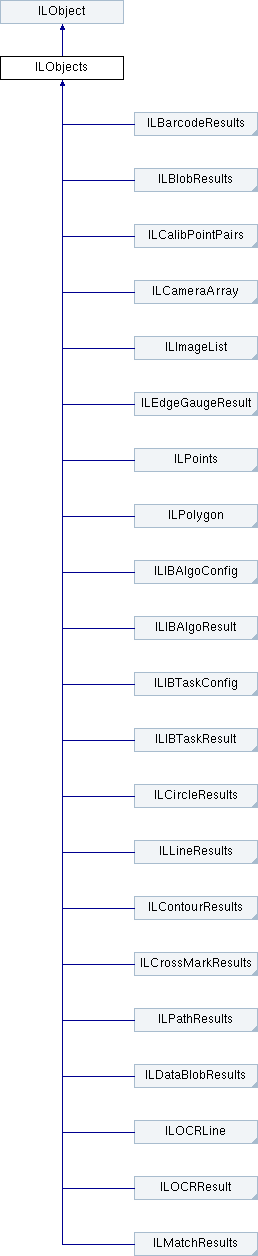 ILObject
ILObjects
ILBarcodeResults
ILBlobResults
ILCalibPointPairs
ILCameraArray
ILImageList
ILEdgeGaugeResult
ILPoints
ILPolygon
ILIBAlgoConfig
ILIBAlgoResult
ILIBTaskConfig
ILIBTaskResult
ILCircleResults
ILLineResults
ILContourResults
ILCrossMarkResults
ILPathResults
ILDataBlobResults
ILOCRLine
ILOCRResult
ILMatchResults